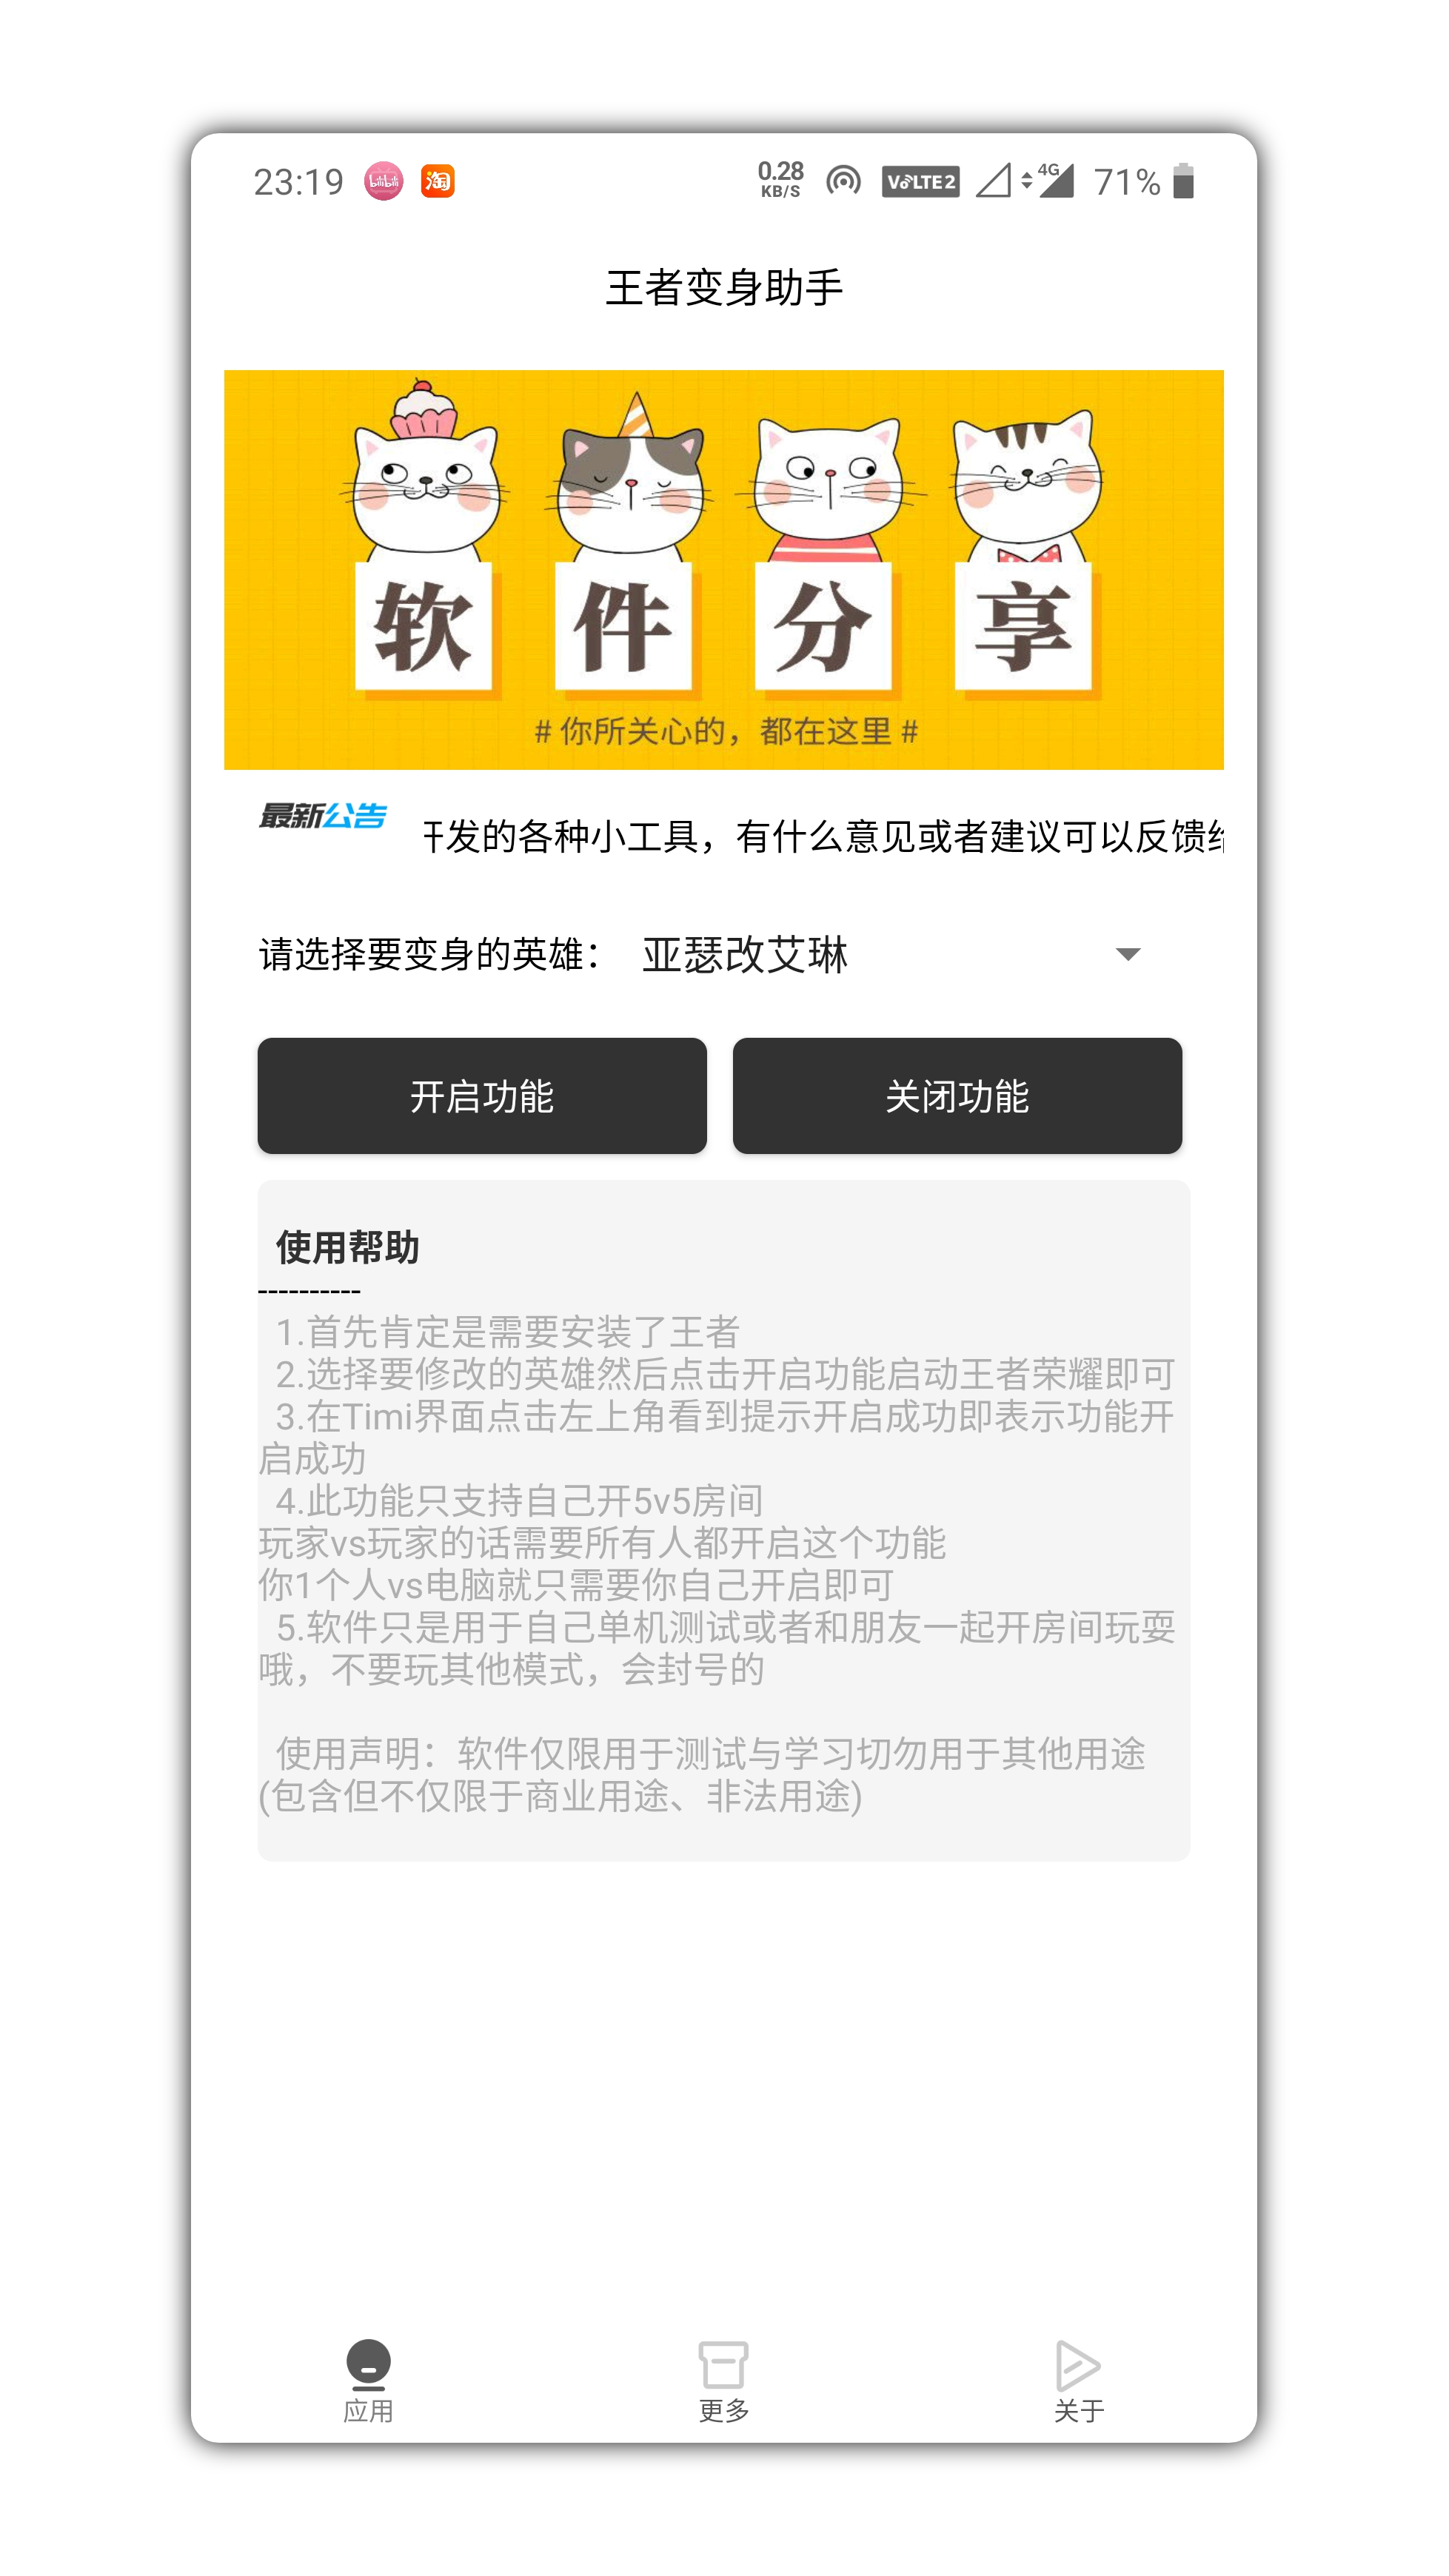 23:19 bilibili 淘 0.28 KB/S VoLTE2 4G 71%
王者变身助手
软件分享
# 你所关心的，都在这里 #
最新公告 开发的各种小工具，有什么意见或者建议可以反馈给
请选择要变身的英雄： 亚瑟改艾琳
开启功能 关闭功能
使用帮助
----------
1.首先肯定是需要安装了王者
2.选择要修改的英雄然后点击开启功能启动王者荣耀即可
3.在Timi界面点击左上角看到提示开启成功即表示功能开
启成功
4.此功能只支持自己开5v5房间
玩家vs玩家的话需要所有人都开启这个功能
你1个人vs电脑就只需要你自己开启即可
5.软件只是用于自己单机测试或者和朋友一起开房间玩耍
哦，不要玩其他模式，会封号的
使用声明：软件仅限用于测试与学习切勿用于其他用途
(包含但不仅限于商业用途、非法用途)
应用 更多 关于